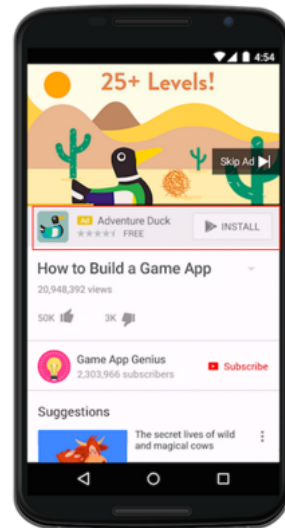 4:54
25+ Levels!
Skip Ad
Ad Adventure Duck
FREE
INSTALL
How to Build a Game App
20,948,392 views
50K 3K
Game App Genius
2,303,966 subscribers
Subscribe
Suggestions
The secret lives of wild
and magical cows